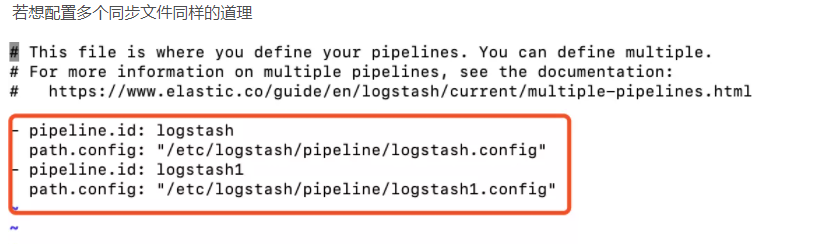 若想配置多个同步文件同样的道理
# This file is where you define your pipelines. You can define multiple.
# For more information on multiple pipelines, see the documentation:
#   https://www.elastic.co/guide/en/logstash/current/multiple-pipelines.html
- pipeline.id: logstash
  path.config: "/etc/logstash/pipeline/logstash.config"
- pipeline.id: logstash1
  path.config: "/etc/logstash/pipeline/logstash1.config"
~
~